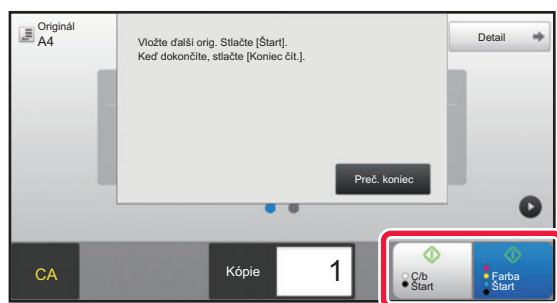 Originál
A4
Vložte ďalší orig. Stlačte [Štart].
Keď dokončíte, stlačte [Koniec čít.].
Detail
Preč. koniec
CA
Kópie
1
Č/b
Štart
Farba
Štart